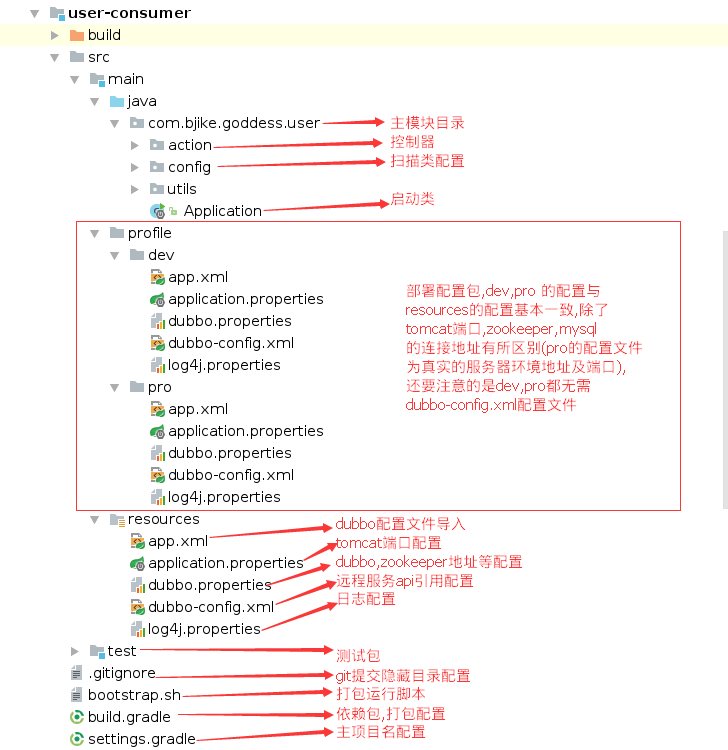 user-consumer
build
src
main
java
com.bjike.goddess.user 主模块目录
action 控制器
config 扫描类配置
utils
Application 启动类
profile
dev
app.xml
application.properties
dubbo.properties
dubbo-config.xml
log4j.properties
pro
app.xml
application.properties
dubbo.properties
dubbo-config.xml
log4j.properties
部署配置包,dev,pro 的配置与
resources的配置基本一致,除了
tomcat端口,zookeeper,mysql
的连接地址有所区别(pro的配置文件
为真实的服务器环境地址及端口),
还要注意的是dev,pro都无需
dubbo-config.xml配置文件
resources
app.xml dubbo配置文件导入
application.properties tomcat端口配置
dubbo.properties dubbo,zookeeper地址等配置
dubbo-config.xml 远程服务api引用配置
log4j.properties 日志配置
test 测试包
.gitignore git提交隐藏目录配置
bootstrap.sh 打包运行脚本
build.gradle 依赖包,打包配置
settings.gradle 主项目名配置